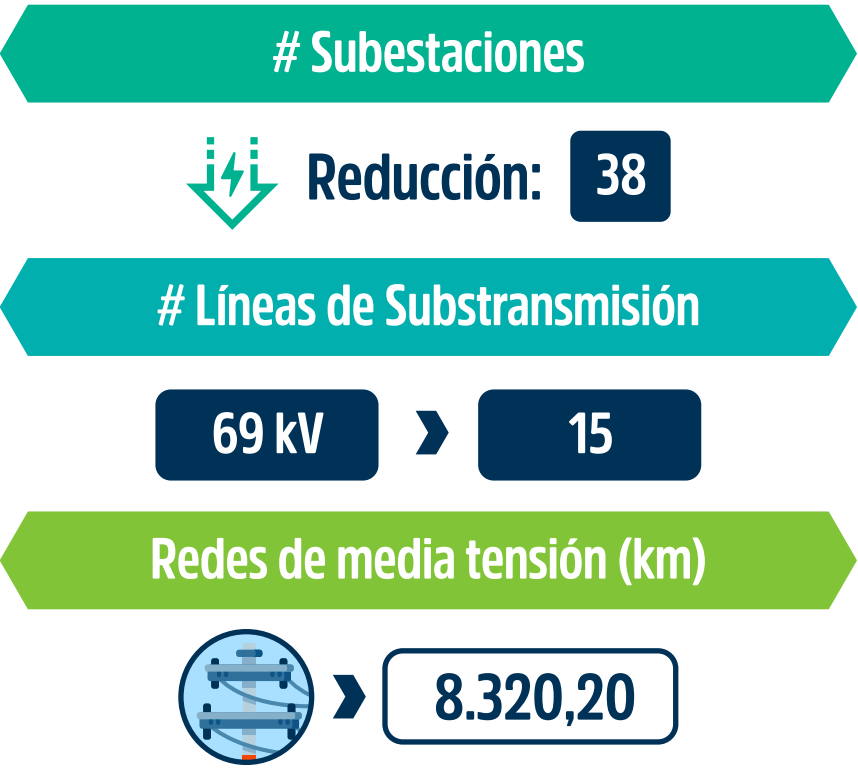 # Subestaciones
Reducción: 38
# Líneas de Substransmisión
69 kV 15
Redes de media tensión (km)
8.320,20